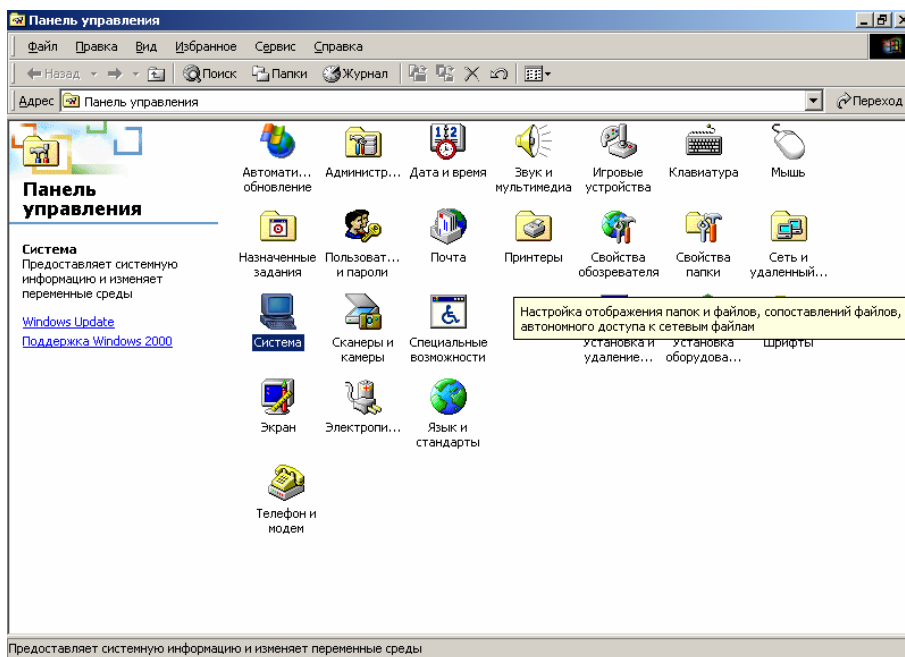 Панель управления
Файл Правка Вид Избранное Сервис Справка
Назад Поиск Папки Журнал
Адрес Панель управления Переход
Панель
управления
Система
Предоставляет системную
информацию и изменяет
переменные среды
Windows Update
Поддержка Windows 2000
Автомати...
обновление
Администр...
Дата и время
Звук и
мультимедиа
Игровые
устройства
Клавиатура
Мышь
Назначенные
задания
Пользоват...
и пароли
Почта
Принтеры
Свойства
обозревателя
Свойства
папки
Сеть и
удаленный...
Система
Сканеры и
камеры
Специальные
возможности
Настройка отображения папок и файлов, сопоставлений файлов,
автономного доступа к сетевым файлам
Установка и
удаление...
Установка
оборудова...
Шрифты
Экран
Электропи...
Язык и
стандарты
Телефон и
модем
Предоставляет системную информацию и изменяет переменные среды